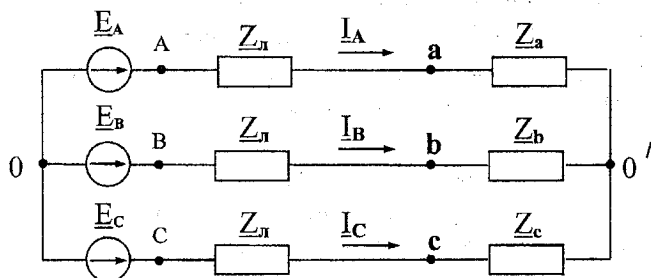 E_A A Z_л I_A a Z_a
E_B B Z_л I_B b Z_b
0 0'
E_C C Z_л I_C c Z_c